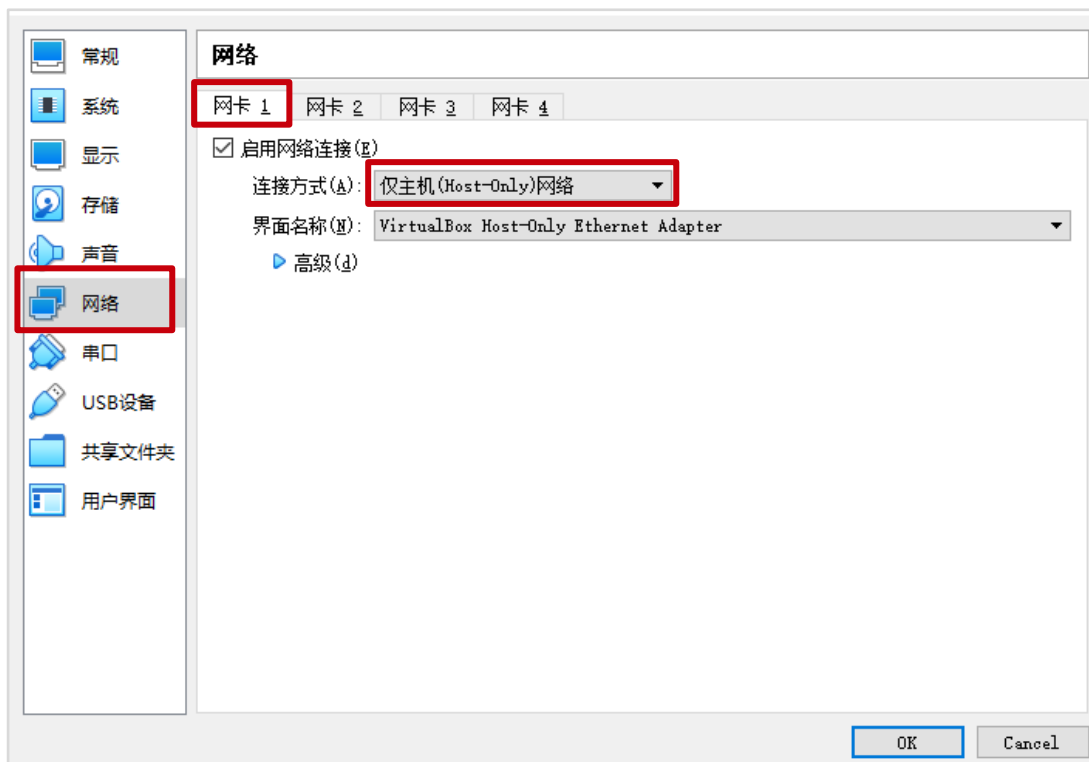 常规
系统
显示
存储
声音
网络
串口
USB设备
共享文件夹
用户界面
网络
网卡 1 网卡 2 网卡 3 网卡 4
启用网络连接(E)
连接方式(A): 仅主机(Host-Only)网络
界面名称(N): VirtualBox Host-Only Ethernet Adapter
高级(d)
OK Cancel